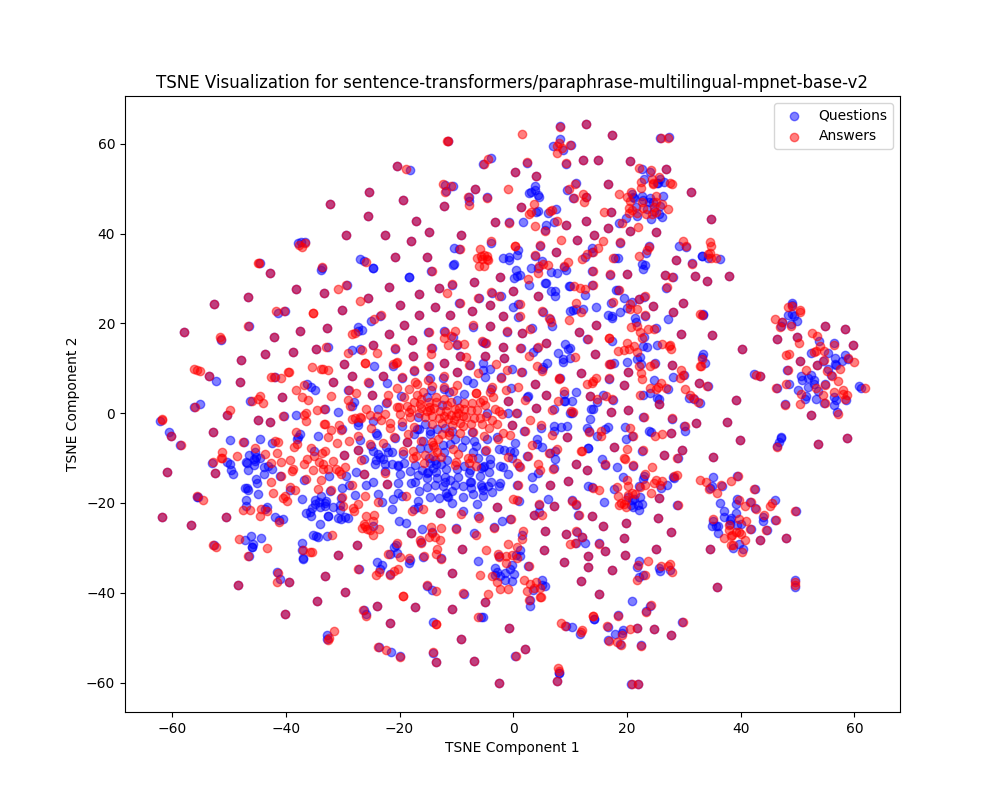 TSNE Visualization for sentence-transformers/paraphrase-multilingual-mpnet-base-v2
Questions
Answers
60
40
20
0
−20
−40
−60
TSNE Component 2
−60
−40
−20
0
20
40
60
TSNE Component 1